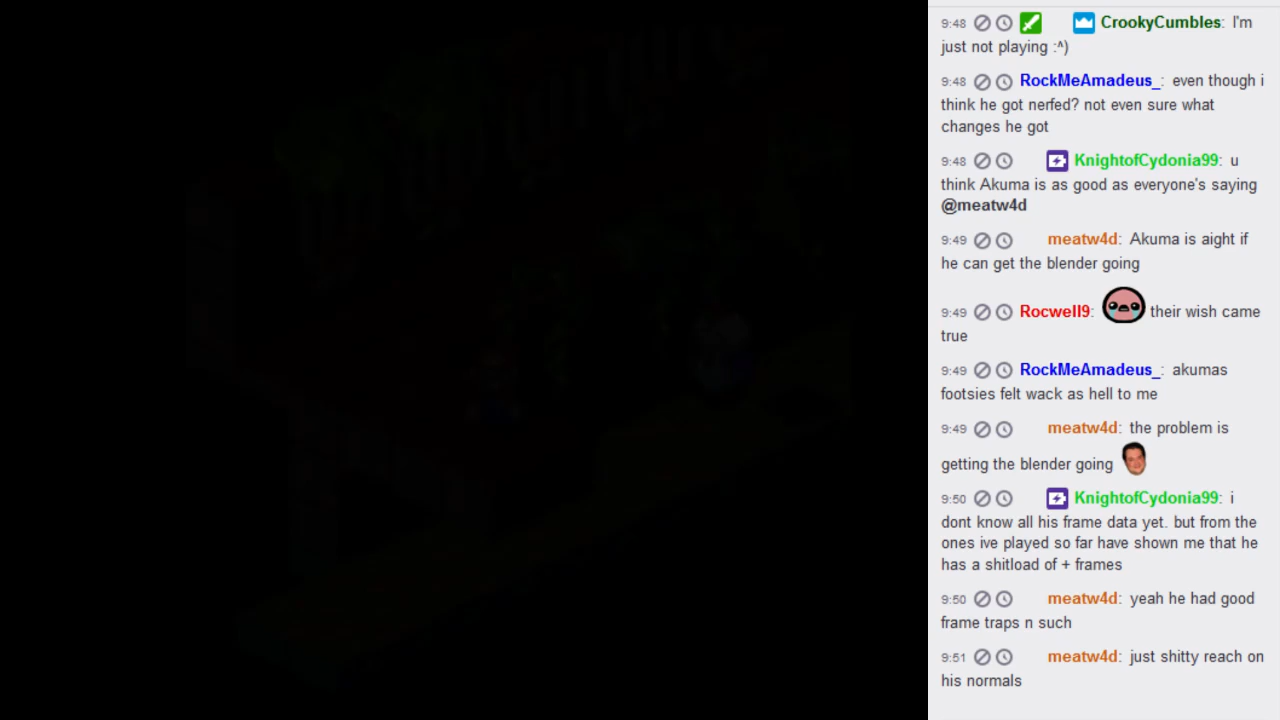 9:48 CrookyCumbles: I'm
just not playing :^)
9:48 RockMeAmadeus_: even though i
think he got nerfed? not even sure what
changes he got
9:48 KnightofCydonia99: u
think Akuma is as good as everyone's saying
@meatw4d
9:49 meatw4d: Akuma is aight if
he can get the blender going
9:49 Rocwell9: their wish came
true
9:49 RockMeAmadeus_: akumas
footsies felt wack as hell to me
9:49 meatw4d: the problem is
getting the blender going
9:50 KnightofCydonia99: i
dont know all his frame data yet. but from the
ones ive played so far have shown me that he
has a shitload of + frames
9:50 meatw4d: yeah he had good
frame traps n such
9:51 meatw4d: just shitty reach on
his normals